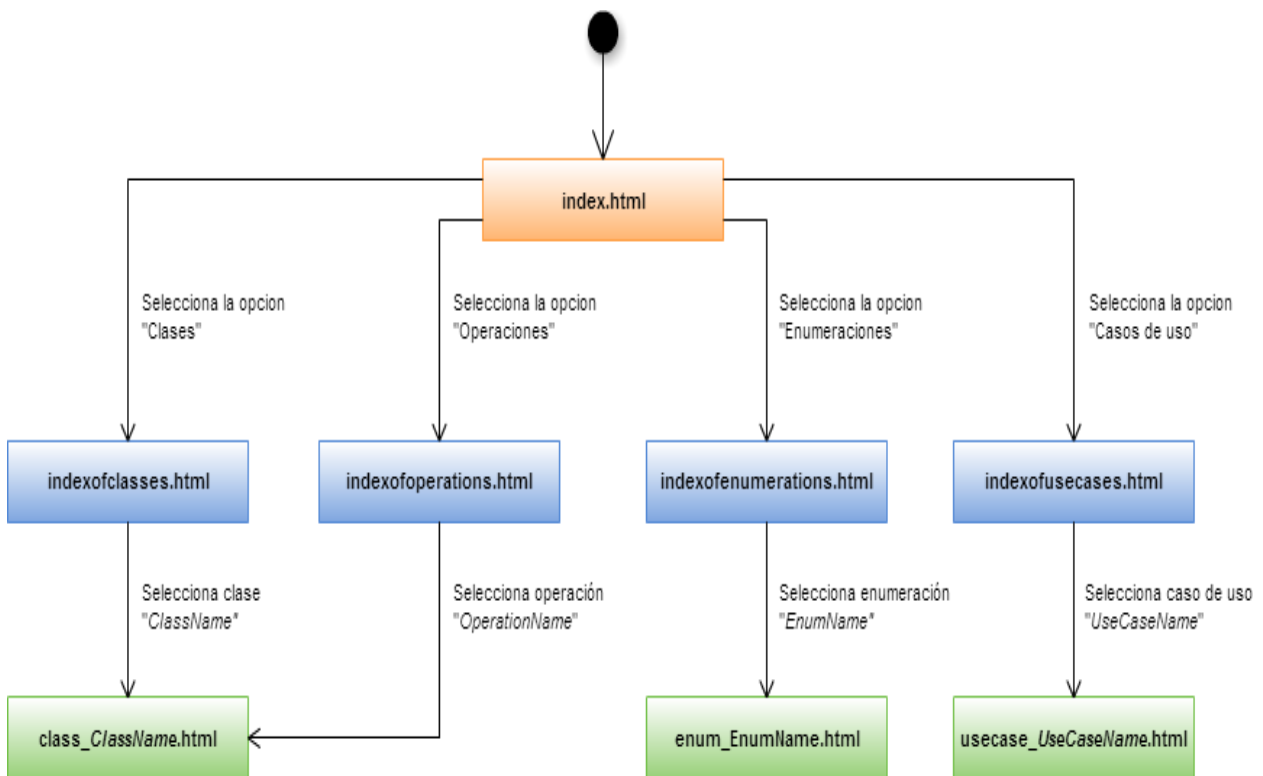 index.html
Selecciona la opcion
"Clases"
Selecciona la opcion
"Operaciones"
Selecciona la opcion
"Enumeraciones"
Selecciona la opcion
"Casos de uso"
indexofclasses.html
indexofoperations.html
indexofenumerations.html
indexofusecases.html
Selecciona clase
"ClassName"
Selecciona operación
"OperationName"
Selecciona enumeración
"EnumName"
Selecciona caso de uso
"UseCaseName"
class_ClassName.html
enum_EnumName.html
usecase_UseCaseName.html